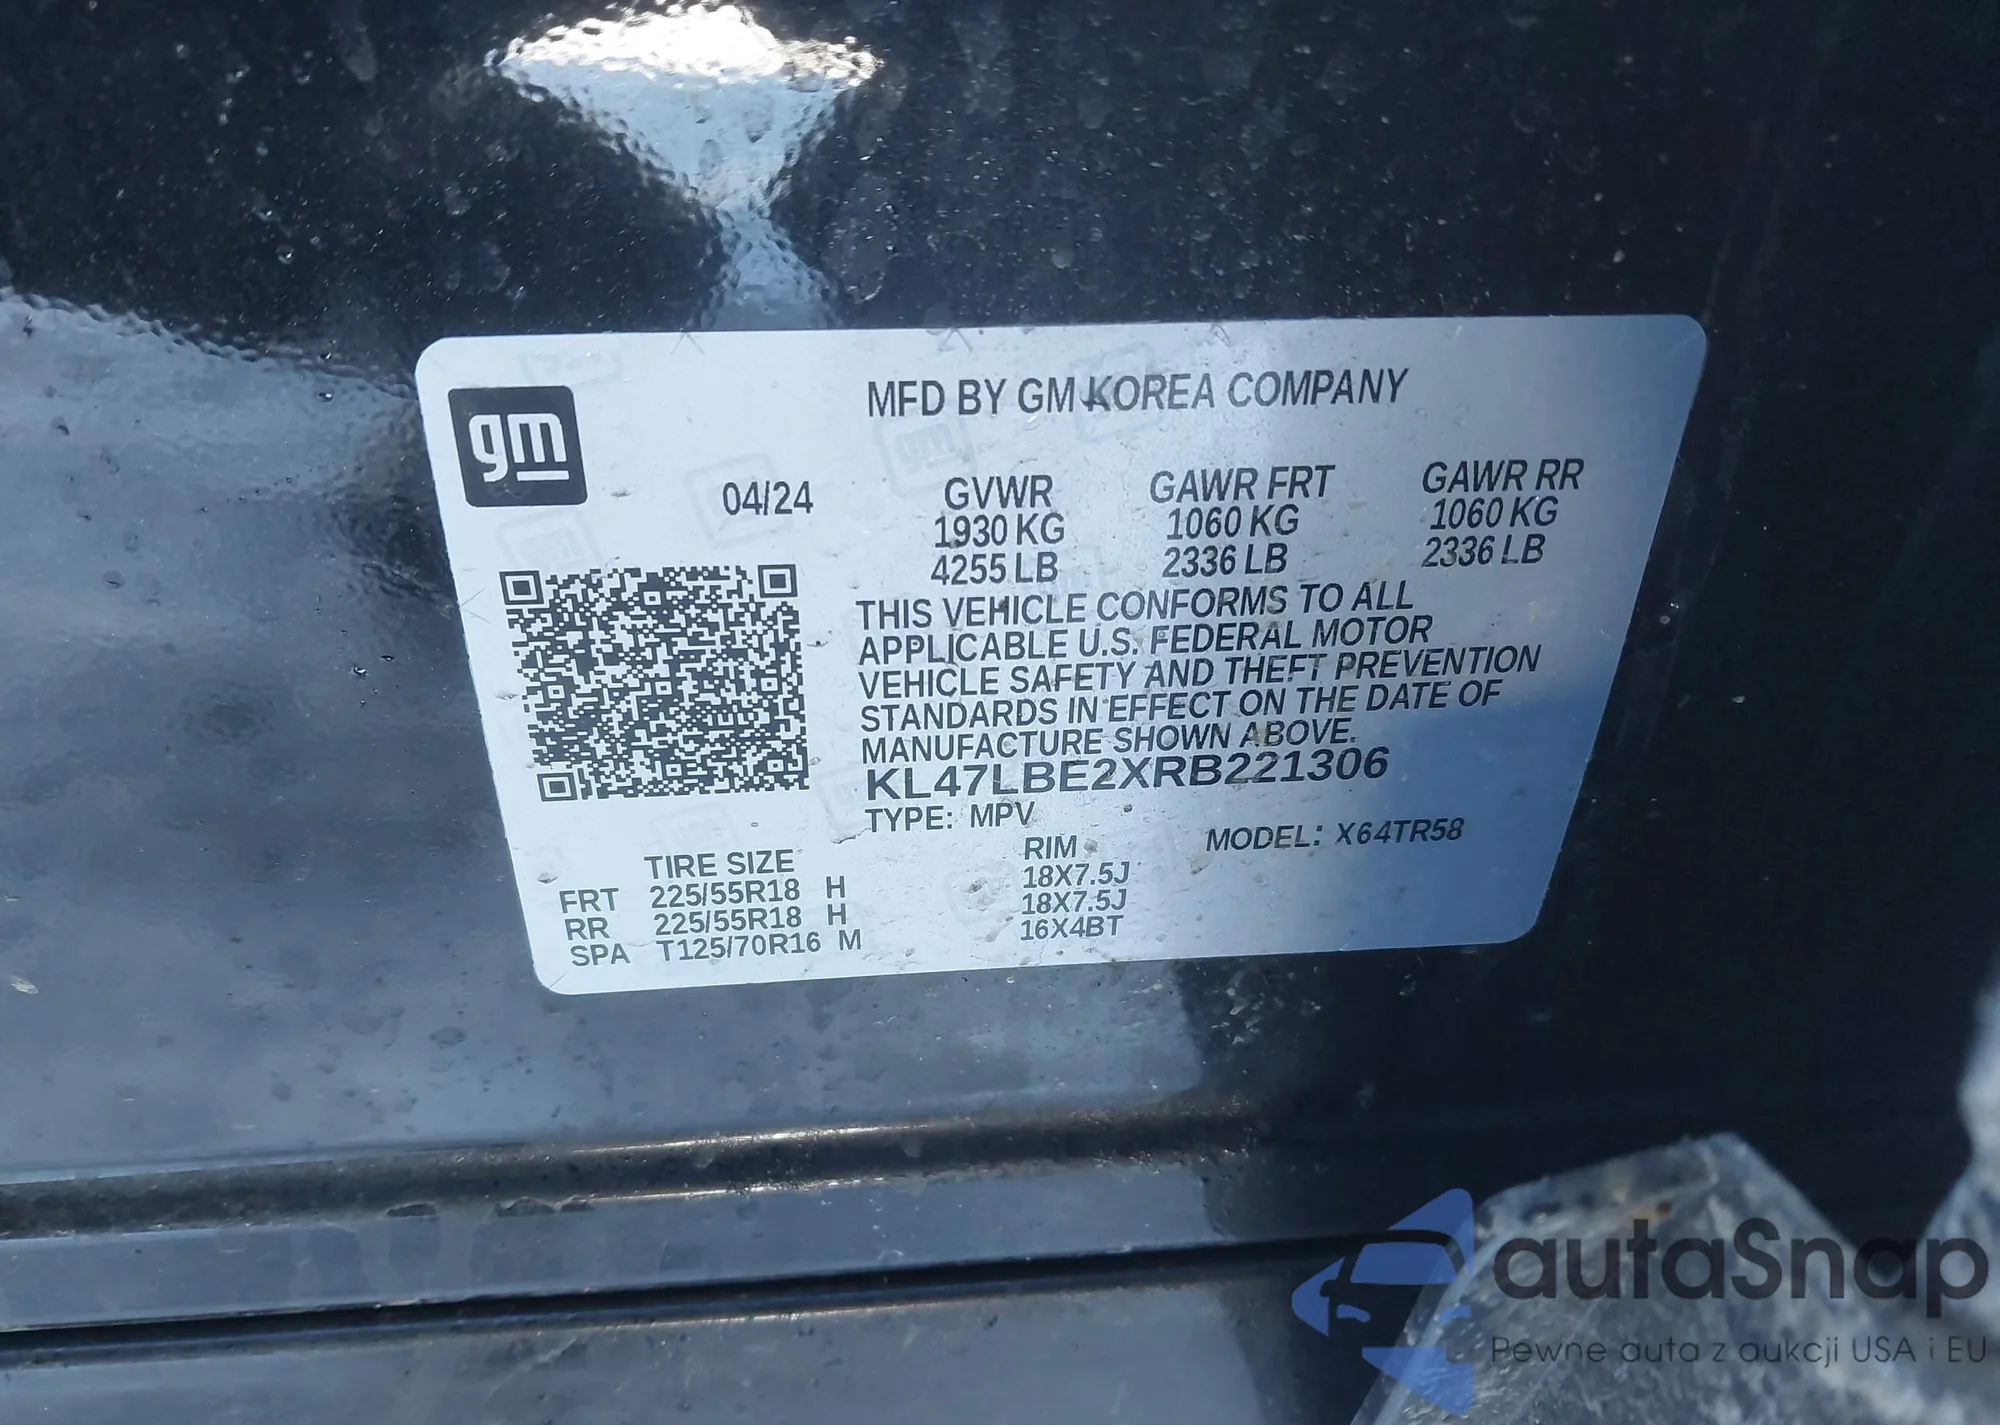 MFD BY GM KOREA COMPANY
gm
04/24 GVWR GAWR FRT GAWR RR
1930 KG 1060 KG 1060 KG
4255 LB 2336 LB 2336 LB
THIS VEHICLE CONFORMS TO ALL
APPLICABLE U.S. FEDERAL MOTOR
VEHICLE SAFETY AND THEFT PREVENTION
STANDARDS IN EFFECT ON THE DATE OF
MANUFACTURE SHOWN ABOVE.
KL47LBE2XRB221306
TYPE: MPV
MODEL: X64TR58
TIRE SIZE RIM
FRT 225/55R18 H 18X7.5J
RR 225/55R18 H 18X7.5J
SPA T125/70R16 M 16X4BT
autaSnap
Pewne auta z aukcji USA i EU